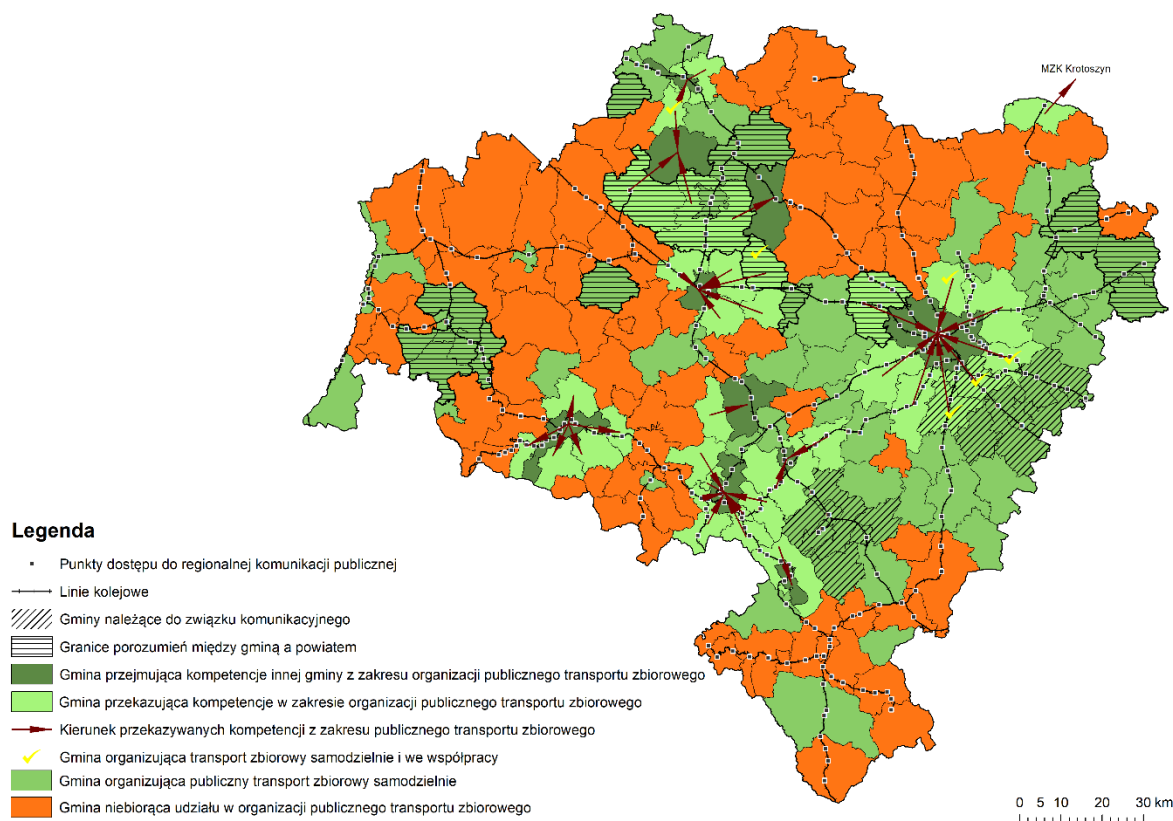 MZK Krotoszyn
Legenda
Punkty dostępu do regionalnej komunikacji publicznej
Linie kolejowe
Gminy należące do związku komunikacyjnego
Granice porozumień między gminą a powiatem
Gmina przejmująca kompetencje innej gminy z zakresu organizacji publicznego transportu zbiorowego
Gmina przekazująca kompetencje w zakresie organizacji publicznego transportu zbiorowego
Kierunek przekazywanych kompetencji z zakresu publicznego transportu zbiorowego
Gmina organizująca transport zbiorowy samodzielnie i we współpracy
Gmina organizująca publiczny transport zbiorowy samodzielnie
Gmina niebiorąca udziału w organizacji publicznego transportu zbiorowego
0 5 10 20 30 km